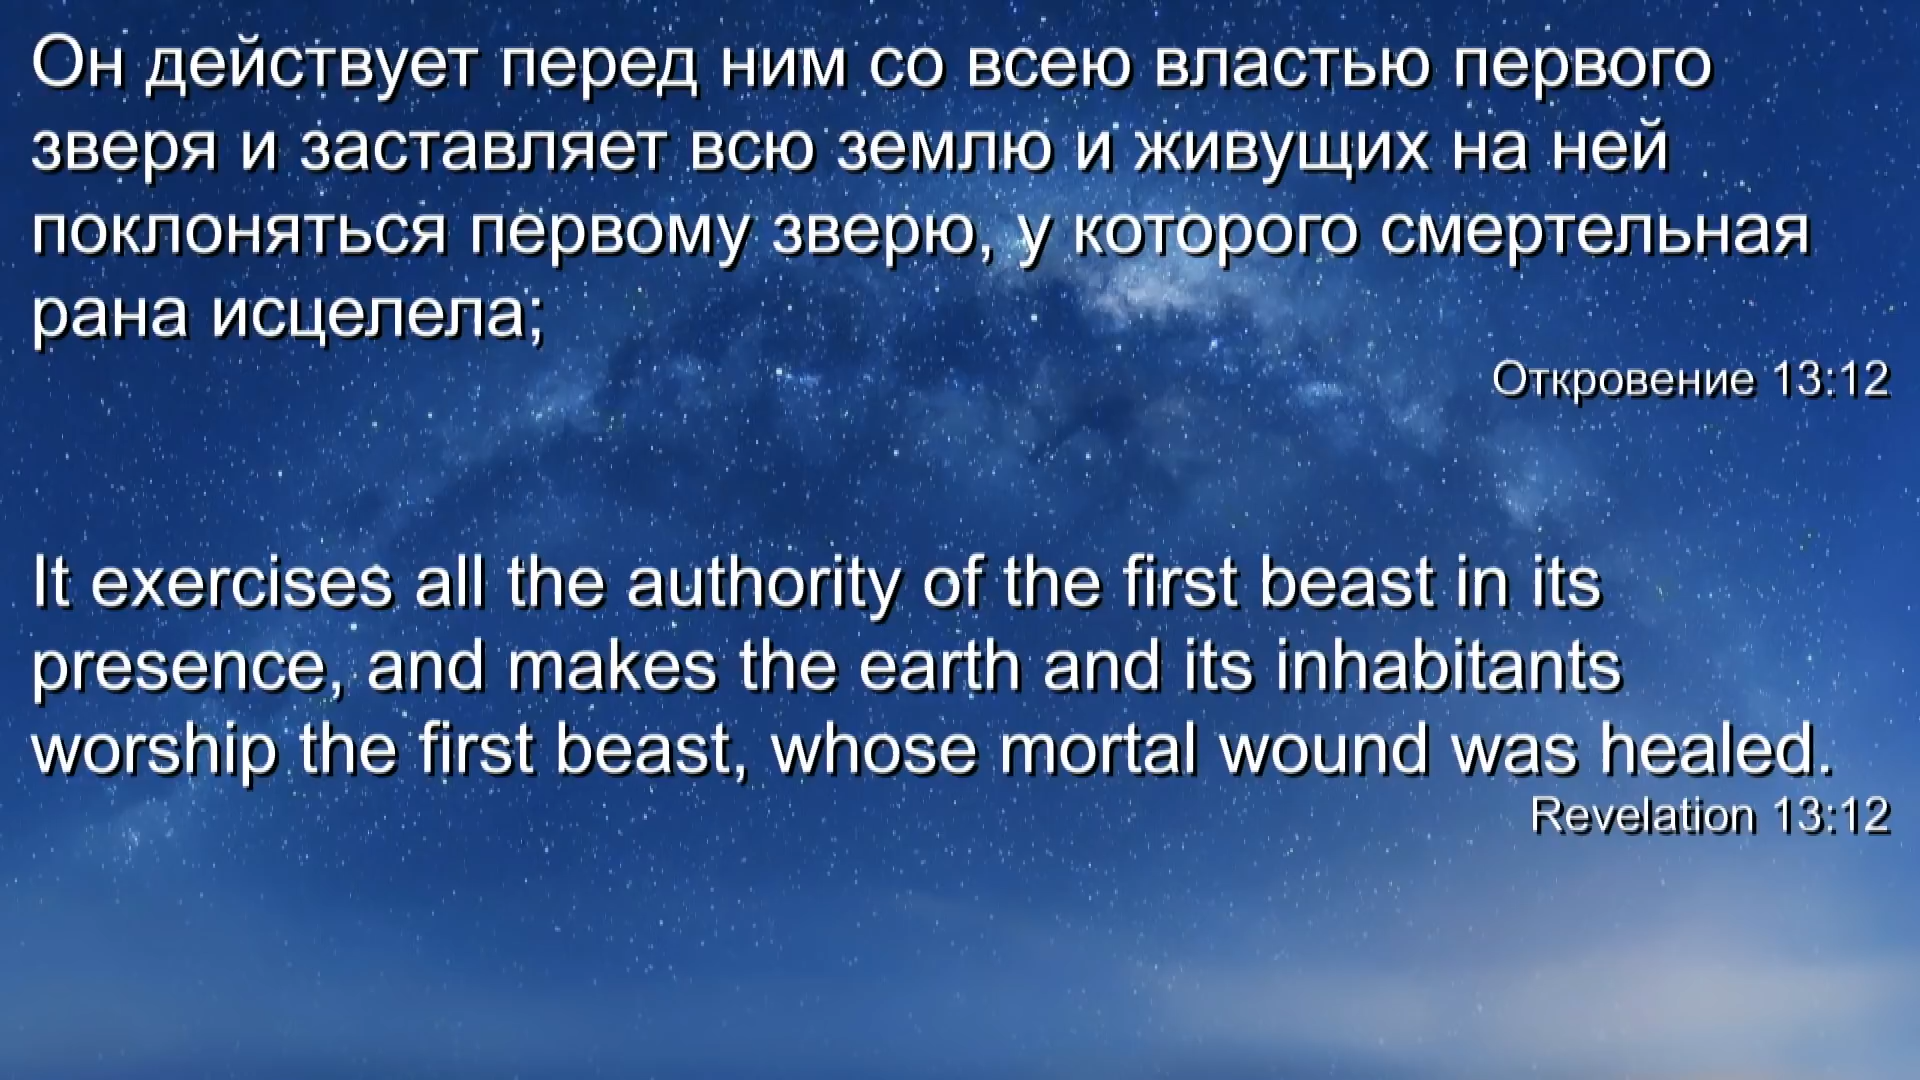 Он действует перед ним со всею властью первого
зверя и заставляет всю землю и живущих на ней
поклоняться первому зверю, у которого смертельная
рана исцелела;
Откровение 13:12
It exercises all the authority of the first beast in its
presence, and makes the earth and its inhabitants
worship the first beast, whose mortal wound was healed.
Revelation 13:12